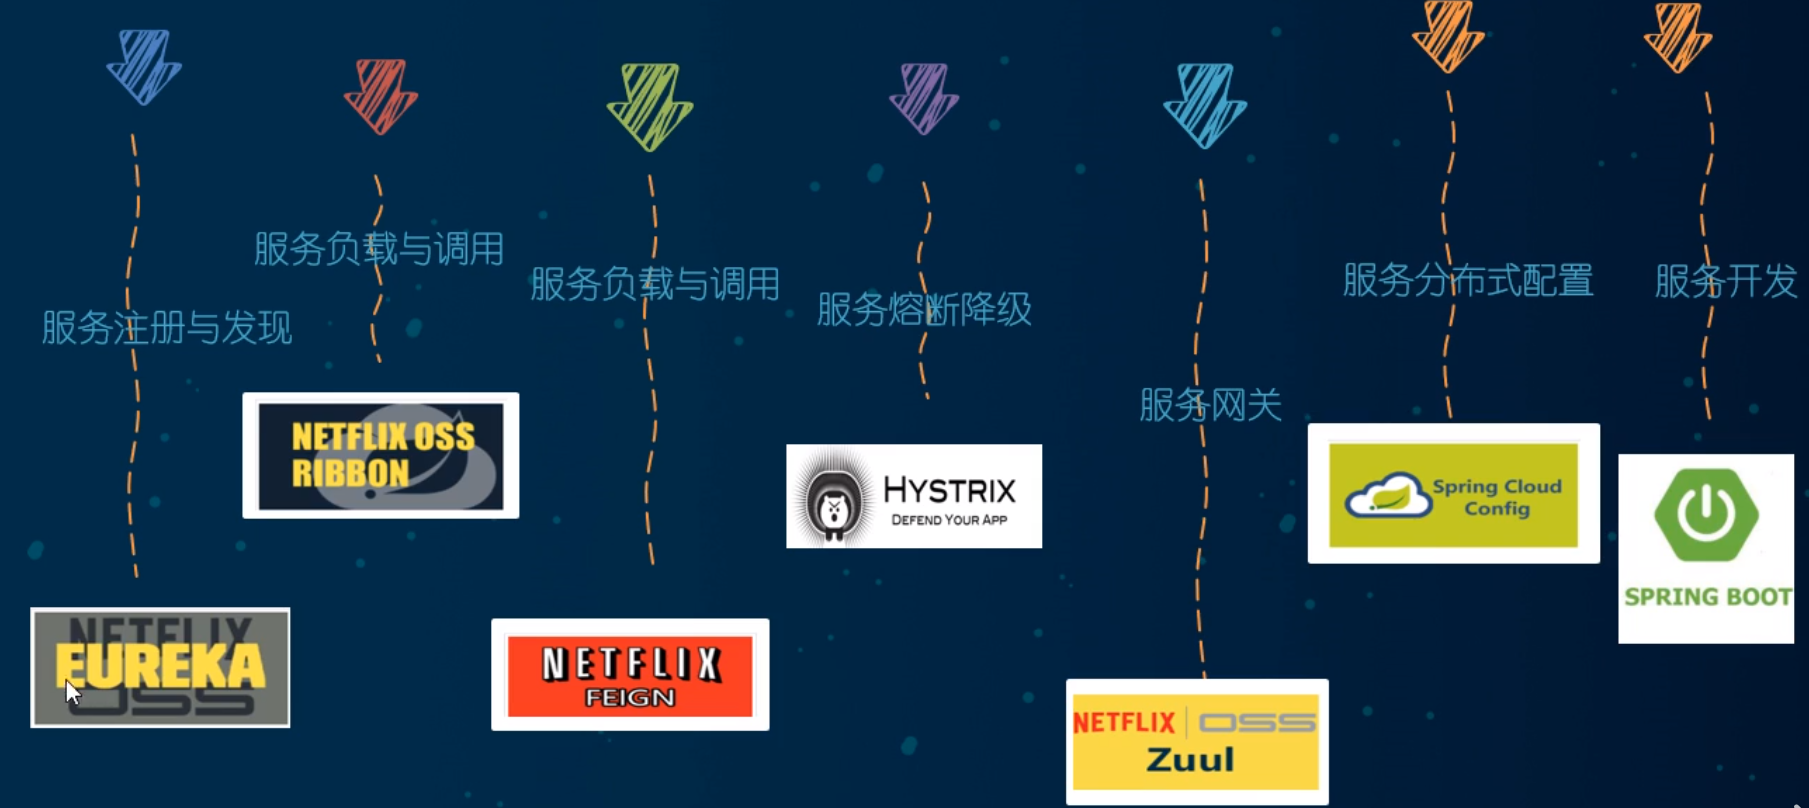 服务注册与发现
NETFLIX
EUREKA
OSS
服务负载与调用
NETFLIX OSS
RIBBON
服务负载与调用
NETFLIX
FEIGN
服务熔断降级
HYSTRIX
DEFEND YOUR APP
服务网关
NETFLIX OSS
Zuul
服务分布式配置
Spring Cloud
Config
服务开发
SPRING BOOT